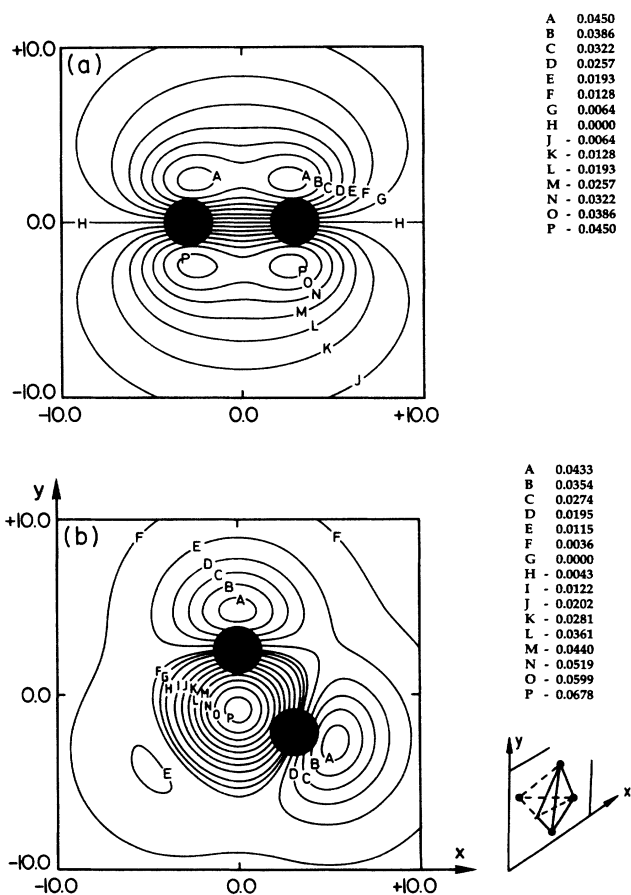 (a)
+10.0
0.0
-10.0
-10.0 0.0 +10.0
H H
A A B C D E F G
P P O N M L K J
A 0.0450
B 0.0386
C 0.0322
D 0.0257
E 0.0193
F 0.0128
G 0.0064
H 0.0000
J - 0.0064
K - 0.0128
L - 0.0193
M - 0.0257
N - 0.0322
O - 0.0386
P - 0.0450
y
(b)
+10.0
0.0
-10.0
-10.0 0.0 +10.0
x
F E D C B A F
F G H I J K L M N O P
E
D C B A
A 0.0433
B 0.0354
C 0.0274
D 0.0195
E 0.0115
F 0.0036
G 0.0000
H - 0.0043
I - 0.0122
J - 0.0202
K - 0.0281
L - 0.0361
M - 0.0440
N - 0.0519
O - 0.0599
P - 0.0678
y
x